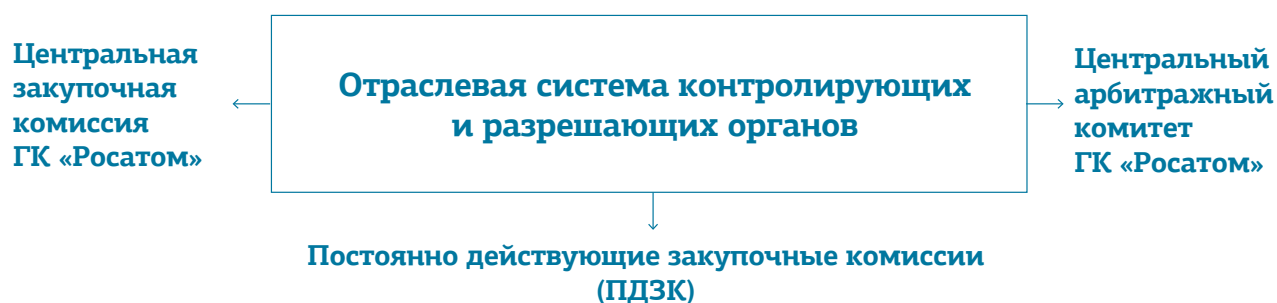 Центральная
закупочная
комиссия
ГК «Росатом»
Отраслевая система контролирующих
и разрешающих органов
Центральный
арбитражный
комитет
ГК «Росатом»
Постоянно действующие закупочные комиссии
(ПДЗК)